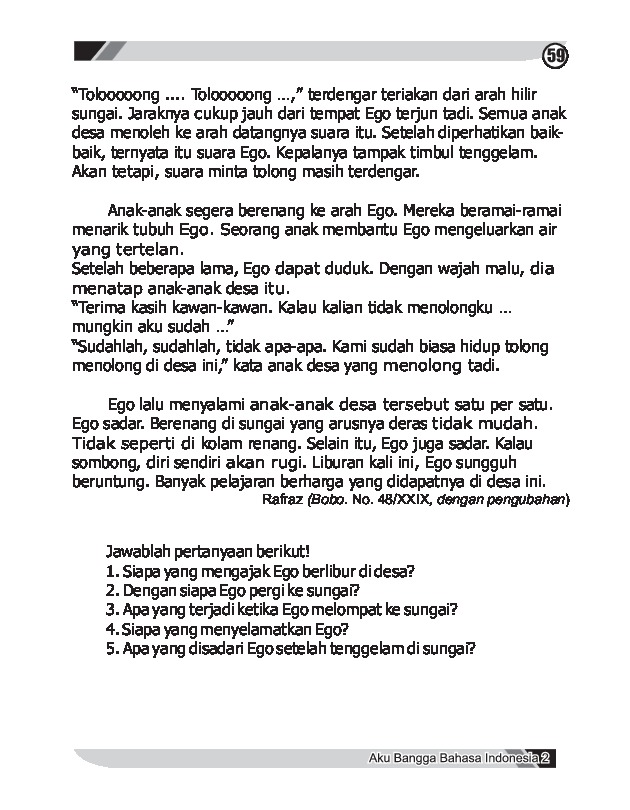 59
“Tolooooong .... Tolooooong ...,” terdengar teriakan dari arah hilir
sungai. Jaraknya cukup jauh dari tempat Ego terjun tadi. Semua anak
desa menoleh ke arah datangnya suara itu. Setelah diperhatikan baik-
baik, ternyata itu suara Ego. Kepalanya tampak timbul tenggelam.
Akan tetapi, suara minta tolong masih terdengar.
Anak-anak segera berenang ke arah Ego. Mereka beramai-ramai
menarik tubuh Ego. Seorang anak membantu Ego mengeluarkan air
yang tertelan.
Setelah beberapa lama, Ego dapat duduk. Dengan wajah malu, dia
menatap anak-anak desa itu.
“Terima kasih kawan-kawan. Kalau kalian tidak menolongku ...
mungkin aku sudah ...”
“Sudahlah, sudahlah, tidak apa-apa. Kami sudah biasa hidup tolong
menolong di desa ini,” kata anak desa yang menolong tadi.
Ego lalu menyalami anak-anak desa tersebut satu per satu.
Ego sadar. Berenang di sungai yang arusnya deras tidak mudah.
Tidak seperti di kolam renang. Selain itu, Ego juga sadar. Kalau
sombong, diri sendiri akan rugi. Liburan kali ini, Ego sungguh
beruntung. Banyak pelajaran berharga yang didapatnya di desa ini.
Rafraz (Bobo. No. 48/XXIX, dengan pengubahan)
Jawablah pertanyaan berikut!
1. Siapa yang mengajak Ego berlibur di desa?
2. Dengan siapa Ego pergi ke sungai?
3. Apa yang terjadi ketika Ego melompat ke sungai?
4. Siapa yang menyelamatkan Ego?
5. Apa yang disadari Ego setelah tenggelam di sungai?
Aku Bangga Bahasa Indonesia 2